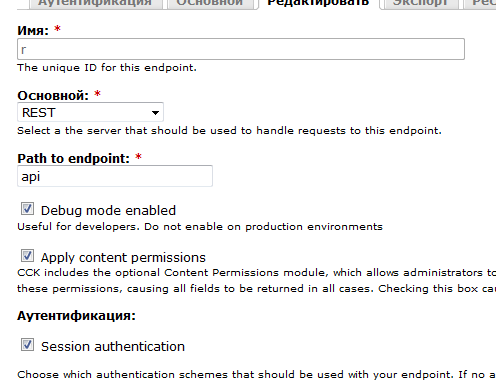 Аутентификация Основной Редактировать Экспорт
Имя: *
r
The unique ID for this endpoint.
Основной: *
REST
Select a the server that should be used to handle requests to this endpoint.
Path to endpoint: *
api
Debug mode enabled
Useful for developers. Do not enable on production environments
Apply content permissions
CCK includes the optional Content Permissions module, which allows administrators to
these permissions, causing all fields to be returned in all cases. Checking this box
Аутентификация:
Session authentication
Choose which authentication schemes that should be used with your endpoint. If no a